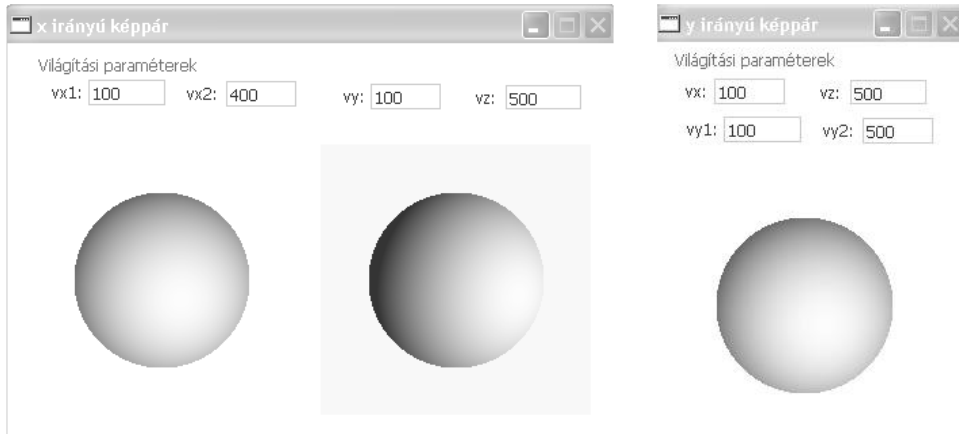 x irányú képpár
Világítási paraméterek
vx1: 100 vx2: 400 vy: 100 vz: 500
y irányú képpár
Világítási paraméterek
vx: 100 vz: 500
vy1: 100 vy2: 500